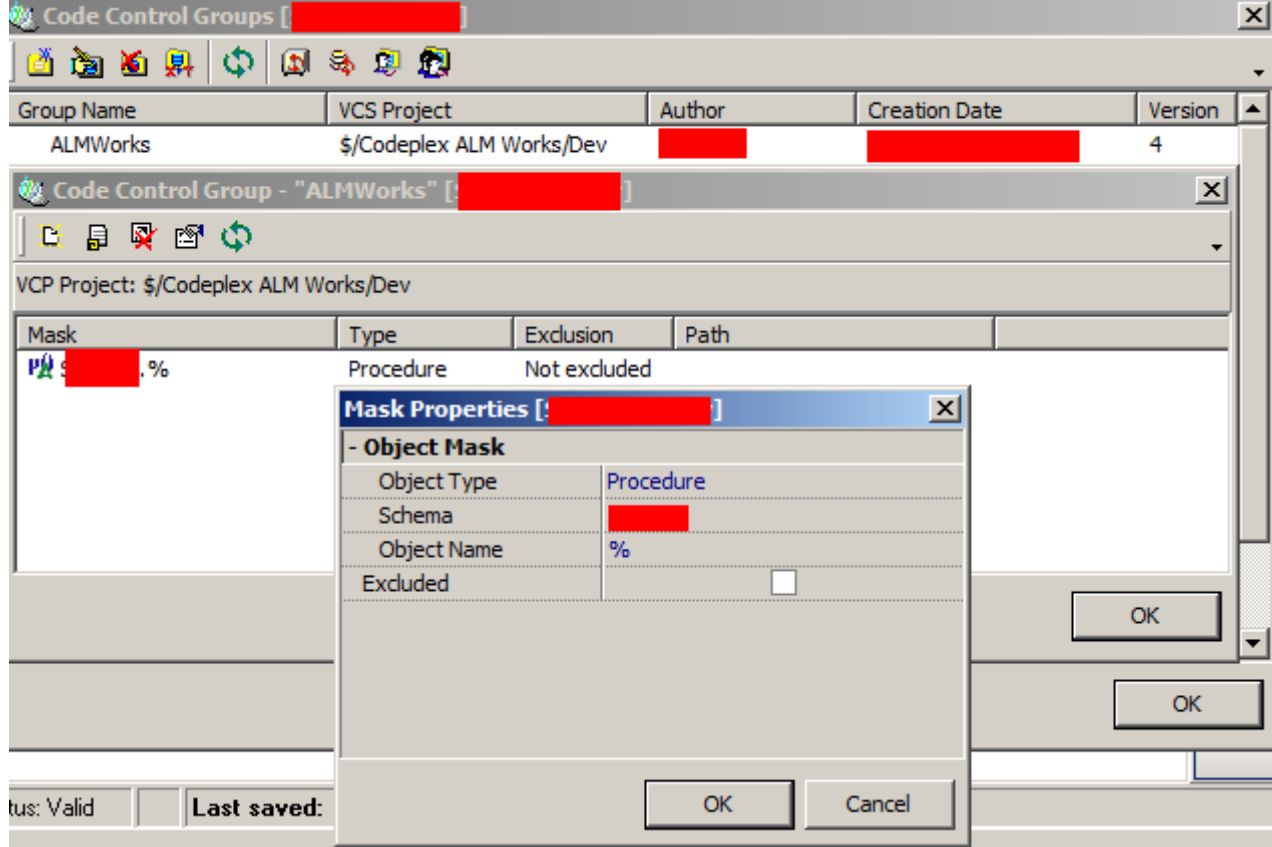 Code Control Groups [ ]
Group Name VCS Project Author Creation Date Version
ALMWorks $/Codeplex ALM Works/Dev 4
Code Control Group - "ALMWorks" [ ]
VCP Project: $/Codeplex ALM Works/Dev
Mask Type Exclusion Path
.% Procedure Not excluded
Mask Properties [ ]
- Object Mask
Object Type Procedure
Schema
Object Name %
Excluded
OK
OK
OK Cancel
tus: Valid Last saved: